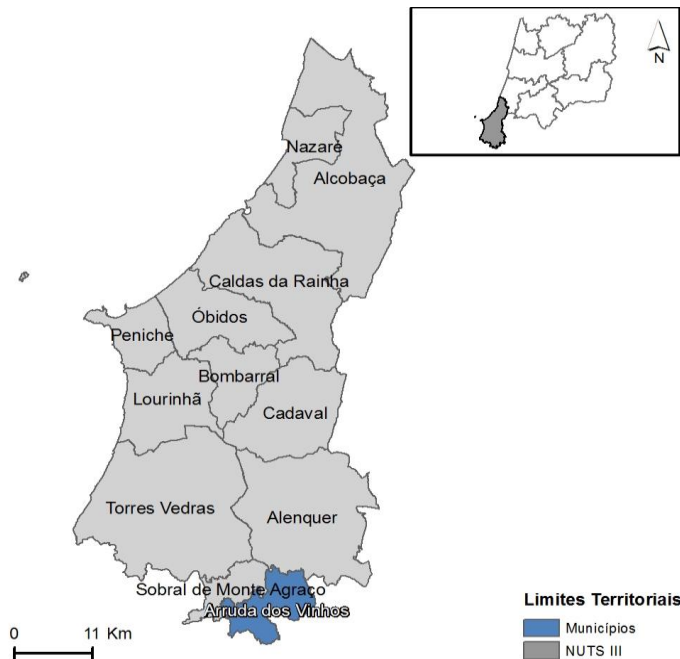 N
Nazaré
Alcobaça
Caldas da Rainha
Óbidos
Peniche
Bombarral
Lourinhã
Cadaval
Torres Vedras
Alenquer
Sobral de Monte Agraço
Arruda dos Vinhos
Limites Territoriais
Municípios
NUTS III
0 11 Km